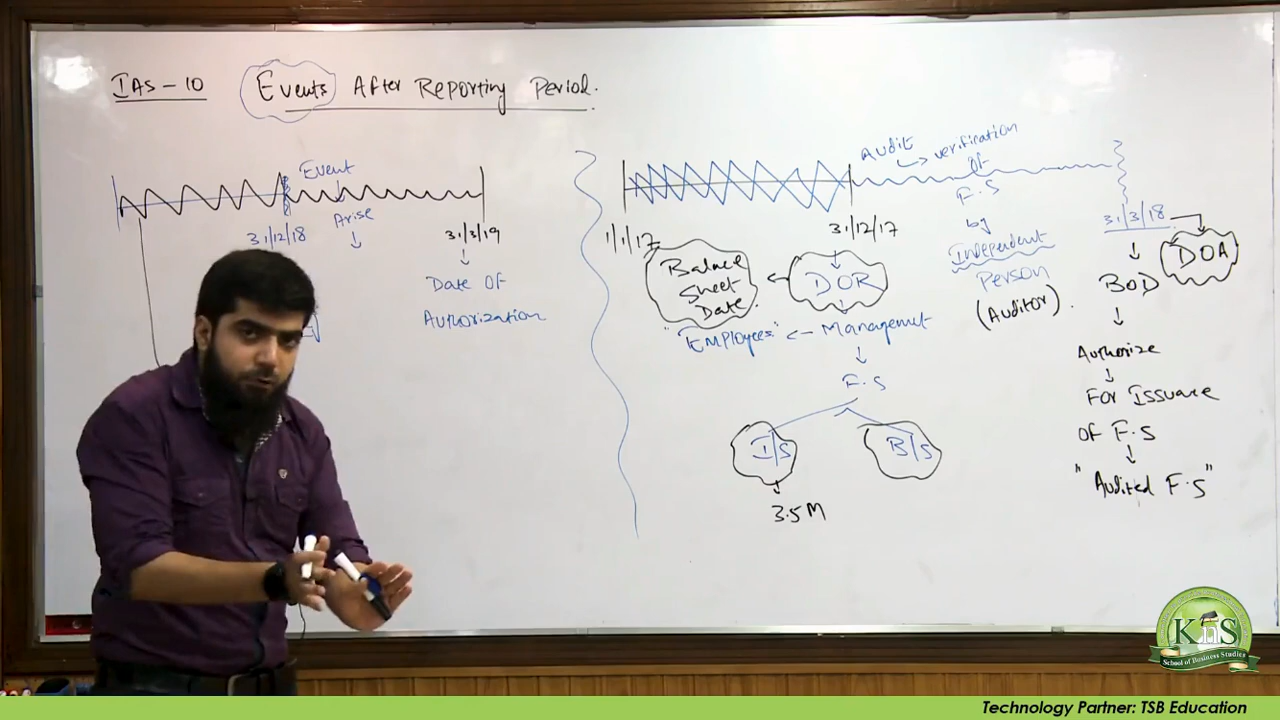 IAS - 10 Events After Reporting Period.
Event
Arise
31/12/18
31/3/19
Date Of
Authorization
Audit
verification
of
F.S
by
Independent
Person
(Auditor).
1/1/17
31/12/17
31/3/18
Balance
Sheet
Date
DOR
DOA
BOD
"Employees"
Management
F.S
I/S
B/S
3.5M
Authorize
For Issuance
Of F.S
"Audited F.S"
KnS
School of Business Studies
Technology Partner: TSB Education